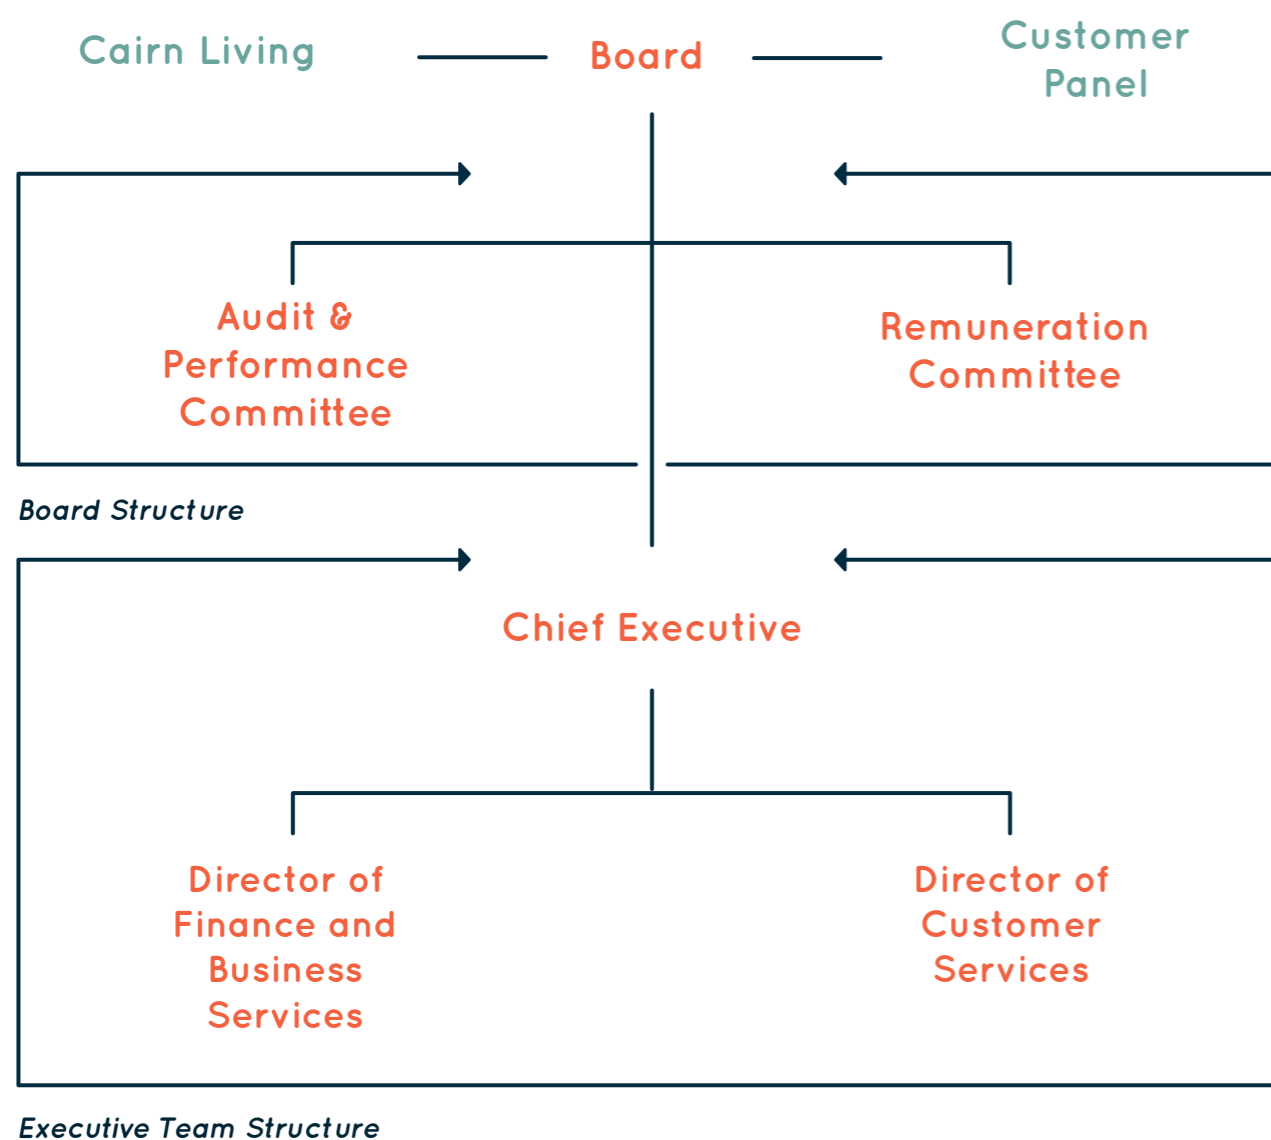 Cairn Living
Board
Customer
Panel
Audit &
Performance
Committee
Remuneration
Committee
Board Structure
Chief Executive
Director of
Finance and
Business
Services
Director of
Customer
Services
Executive Team Structure